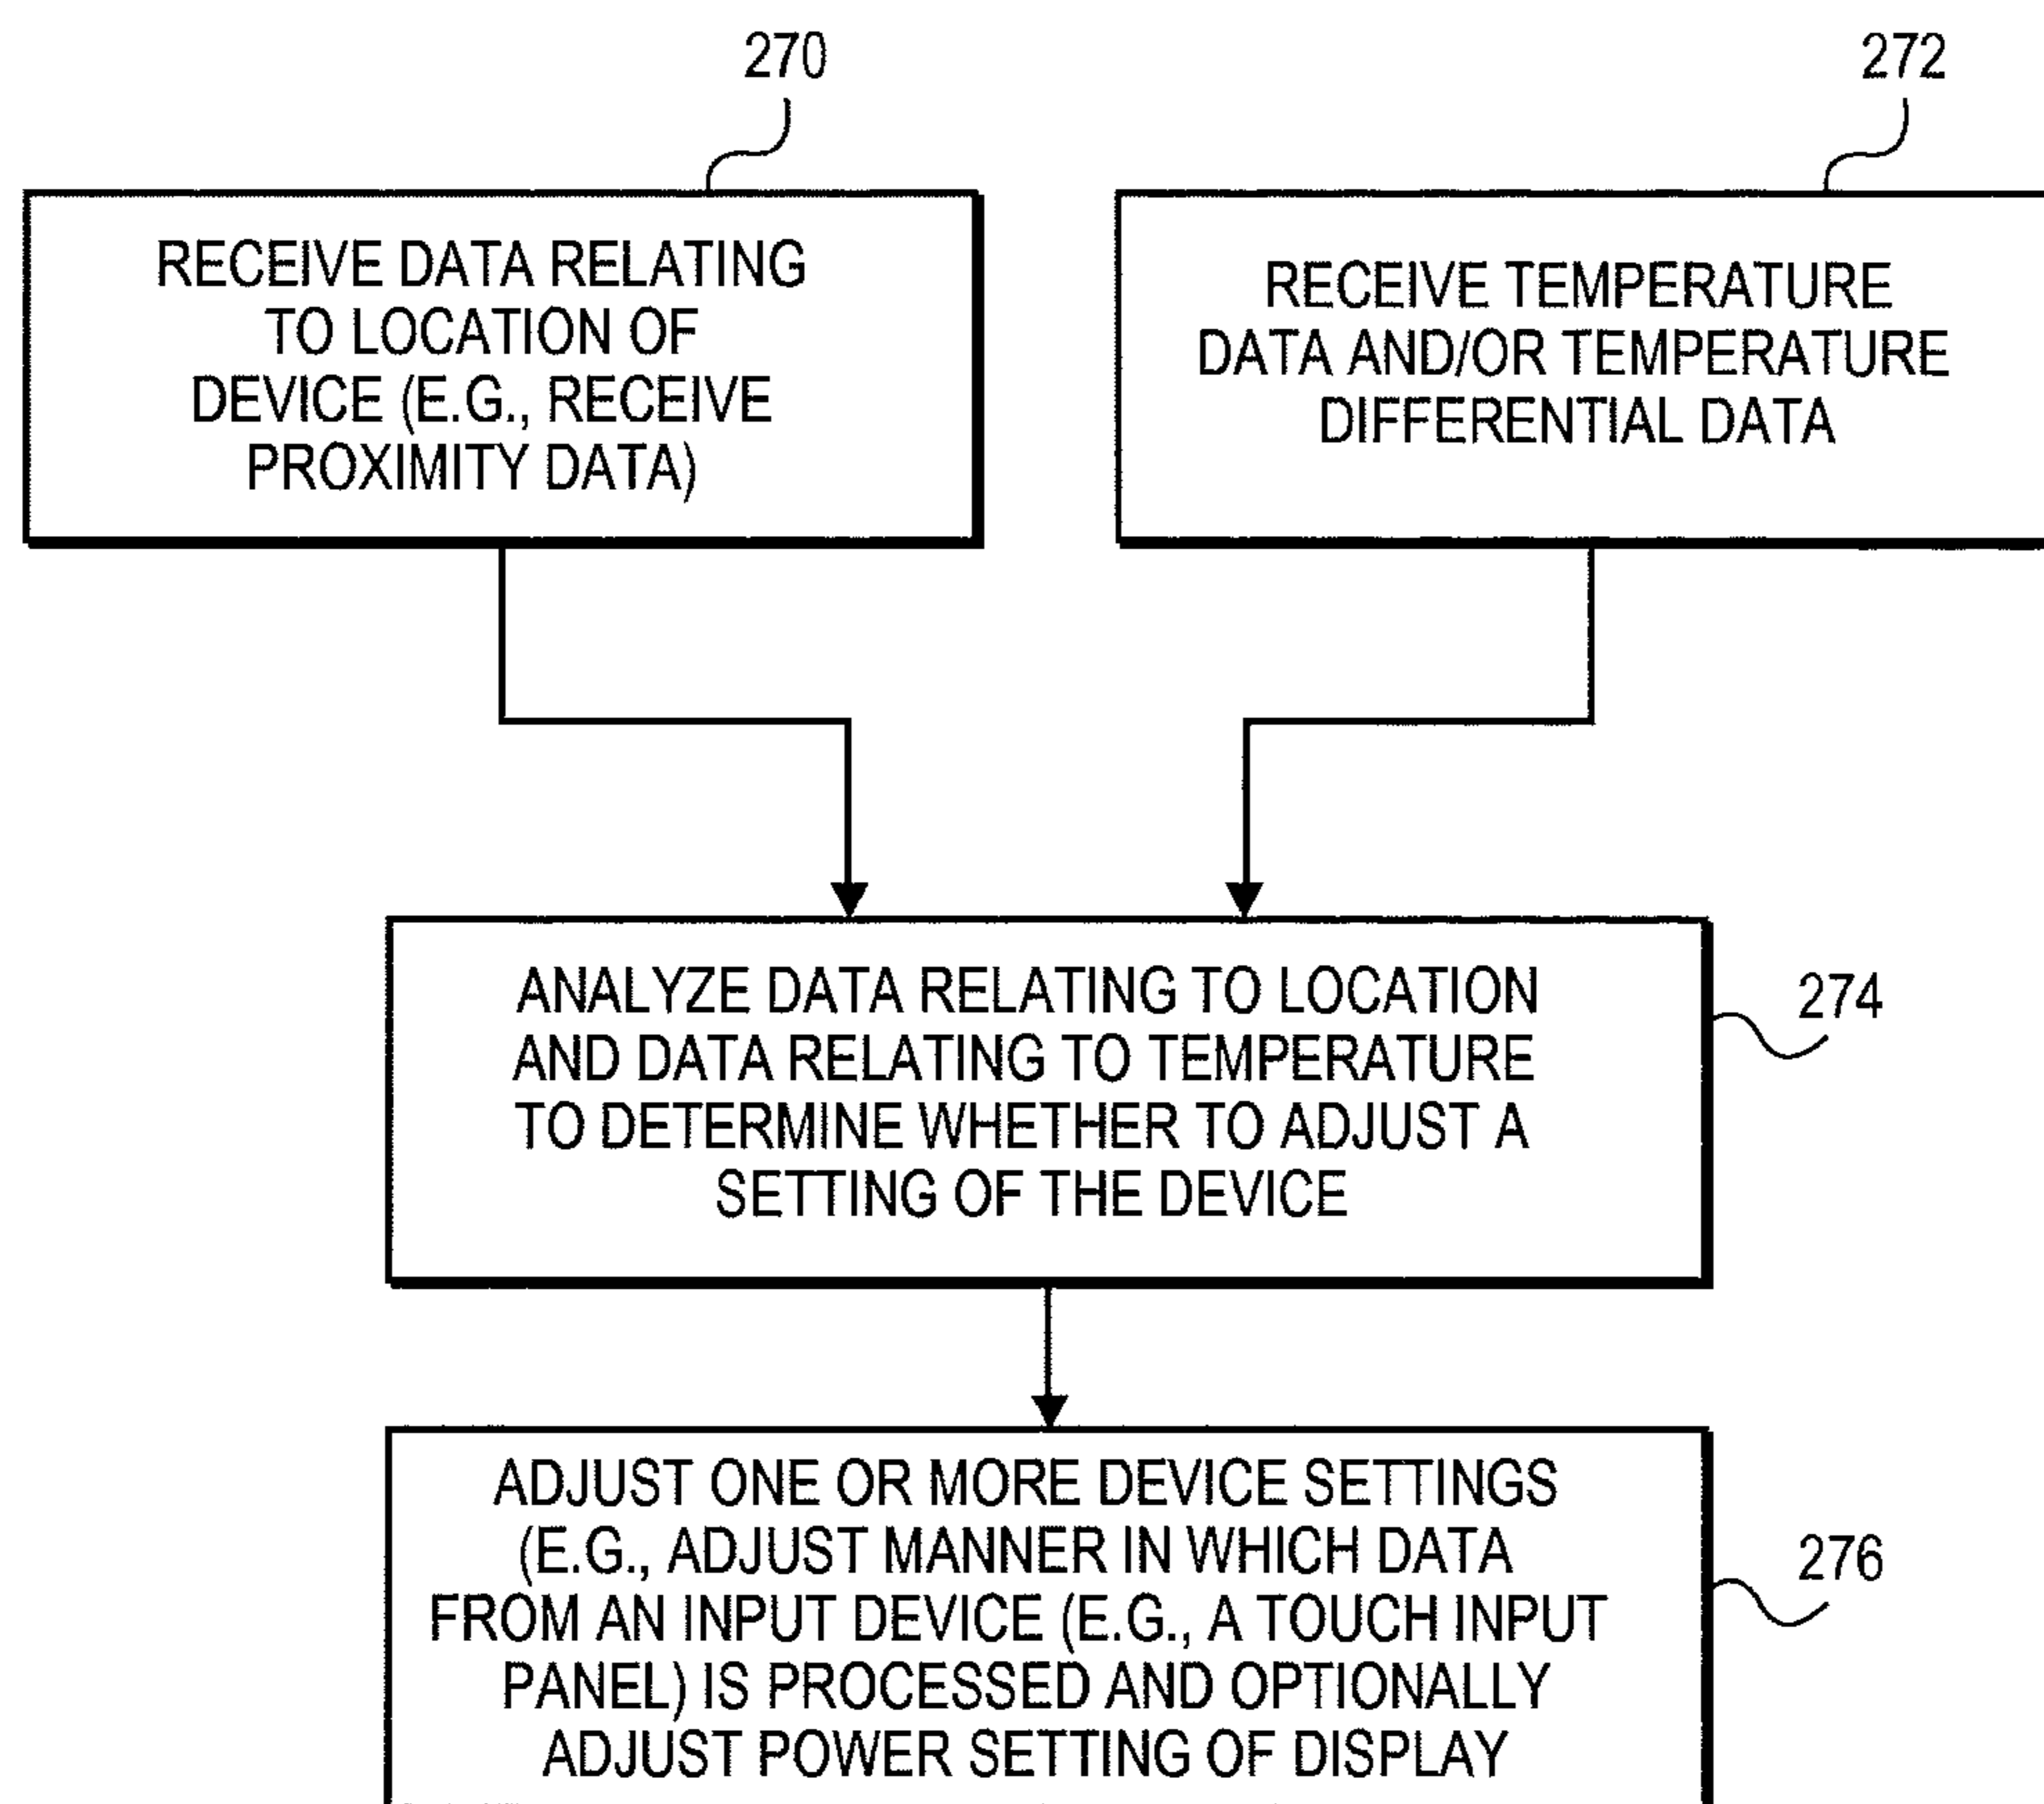 270
272
RECEIVE DATA RELATING
TO LOCATION OF
DEVICE (E.G., RECEIVE
PROXIMITY DATA)
RECEIVE TEMPERATURE
DATA AND/OR TEMPERATURE
DIFFERENTIAL DATA
ANALYZE DATA RELATING TO LOCATION
AND DATA RELATING TO TEMPERATURE
TO DETERMINE WHETHER TO ADJUST A
SETTING OF THE DEVICE
274
ADJUST ONE OR MORE DEVICE SETTINGS
(E.G., ADJUST MANNER IN WHICH DATA
FROM AN INPUT DEVICE (E.G., A TOUCH INPUT
PANEL) IS PROCESSED AND OPTIONALLY
ADJUST POWER SETTING OF DISPLAY
276